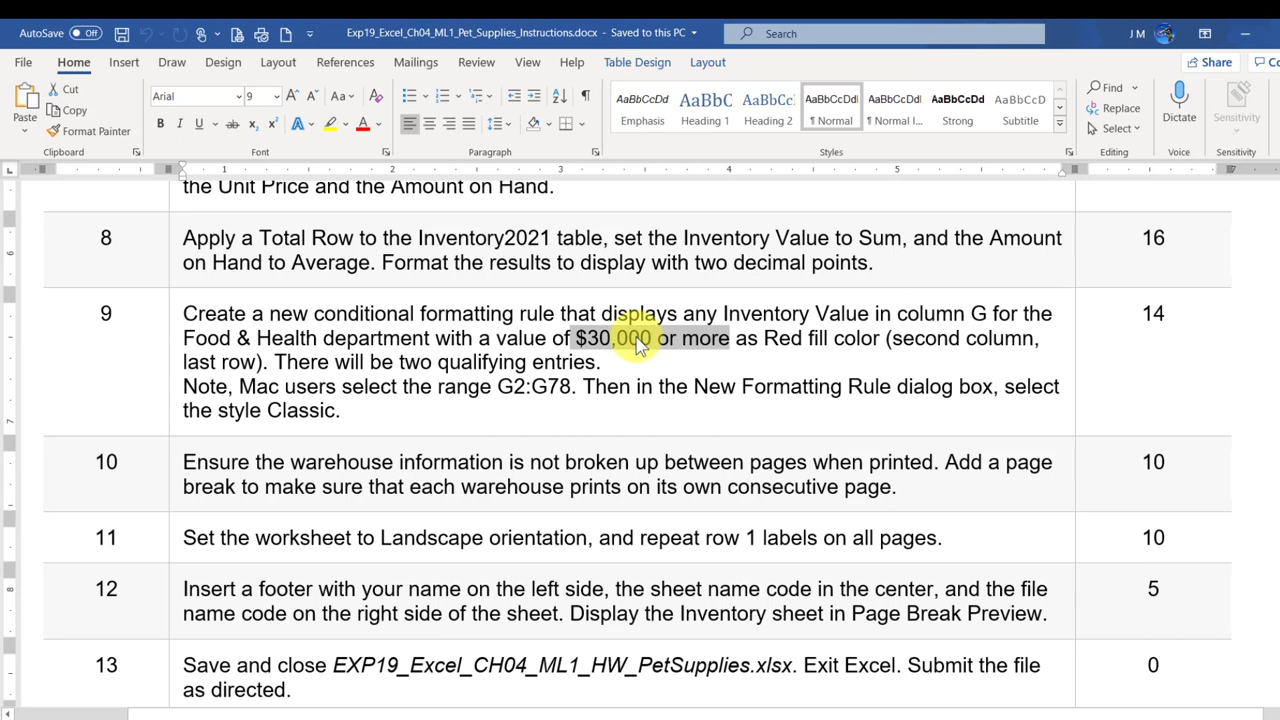 AutoSave Off Exp19_Excel_Ch04_ML1_Pet_Supplies_Instructions.docx - Saved to this PC Search J M
File Home Insert Draw Design Layout References Mailings Review View Help Table Design Layout Share Co
Paste Cut Copy Format Painter
Clipboard
Arial 9 Aa
B I U ab x₂ x² A A
Font
Paragraph
AaBbCcDd AaBbC AaBbCc AaBbCcDd AaBbCcDd AaBbCcDd AaBbCcD
Emphasis Heading 1 Heading 2 ¶ Normal ¶ Normal I... Strong Subtitle
Styles
Find
Replace
Select
Editing
Dictate
Voice
Sensitivity
Sensitivity
1 2 3 4 5
the Unit Price and the Amount on Hand.
8 Apply a Total Row to the Inventory2021 table, set the Inventory Value to Sum, and the Amount 16
on Hand to Average. Format the results to display with two decimal points.
9 Create a new conditional formatting rule that displays any Inventory Value in column G for the 14
Food & Health department with a value of $30,000 or more as Red fill color (second column,
last row). There will be two qualifying entries.
Note, Mac users select the range G2:G78. Then in the New Formatting Rule dialog box, select
the style Classic.
10 Ensure the warehouse information is not broken up between pages when printed. Add a page 10
break to make sure that each warehouse prints on its own consecutive page.
11 Set the worksheet to Landscape orientation, and repeat row 1 labels on all pages. 10
12 Insert a footer with your name on the left side, the sheet name code in the center, and the file 5
name code on the right side of the sheet. Display the Inventory sheet in Page Break Preview.
13 Save and close EXP19_Excel_CH04_ML1_HW_PetSupplies.xlsx. Exit Excel. Submit the file 0
as directed.